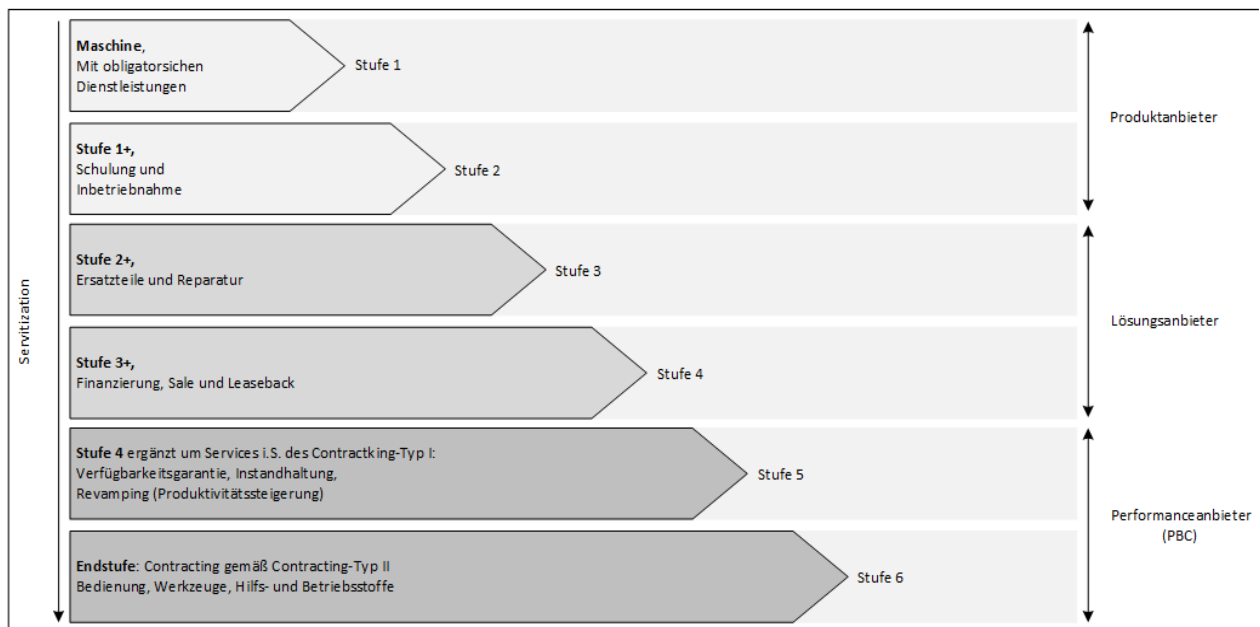 Maschine,
Mit obligatorsichen
Dienstleistungen
Stufe 1
Stufe 1+,
Schulung und
Inbetriebnahme
Stufe 2
Produktanbieter
Stufe 2+,
Ersatzteile und Reparatur
Stufe 3
Stufe 3+,
Finanzierung, Sale und Leaseback
Stufe 4
Lösungsanbieter
Stufe 4 ergänzt um Services i.S. des Contractking-Typ I:
Verfügbarkeitsgarantie, Instandhaltung,
Revamping (Produktivitätssteigerung)
Stufe 5
Endstufe: Contracting gemäß Contracting-Typ II
Bedienung, Werkzeuge, Hilfs- und Betriebsstoffe
Stufe 6
Performanceanbieter
(PBC)
Servitization